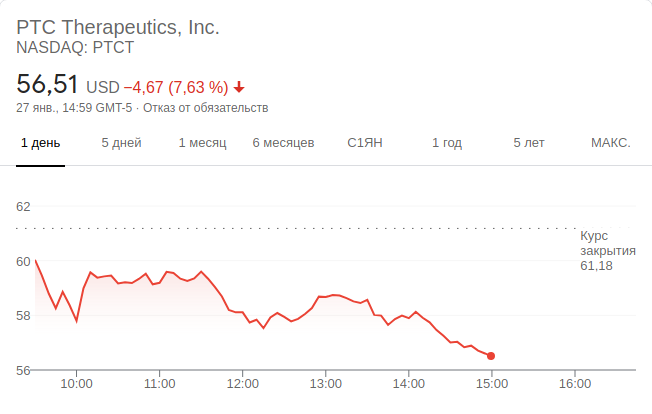 PTC Therapeutics, Inc.
NASDAQ: PTCT
56,51 USD −4,67 (7,63 %)
27 янв., 14:59 GMT-5 · Отказ от обязательств
1 день 5 дней 1 месяц 6 месяцев С1ЯН 1 год 5 лет МАКС.
62
Курс
закрытия
60
61,18
58
56
10:00 11:00 12:00 13:00 14:00 15:00 16:00